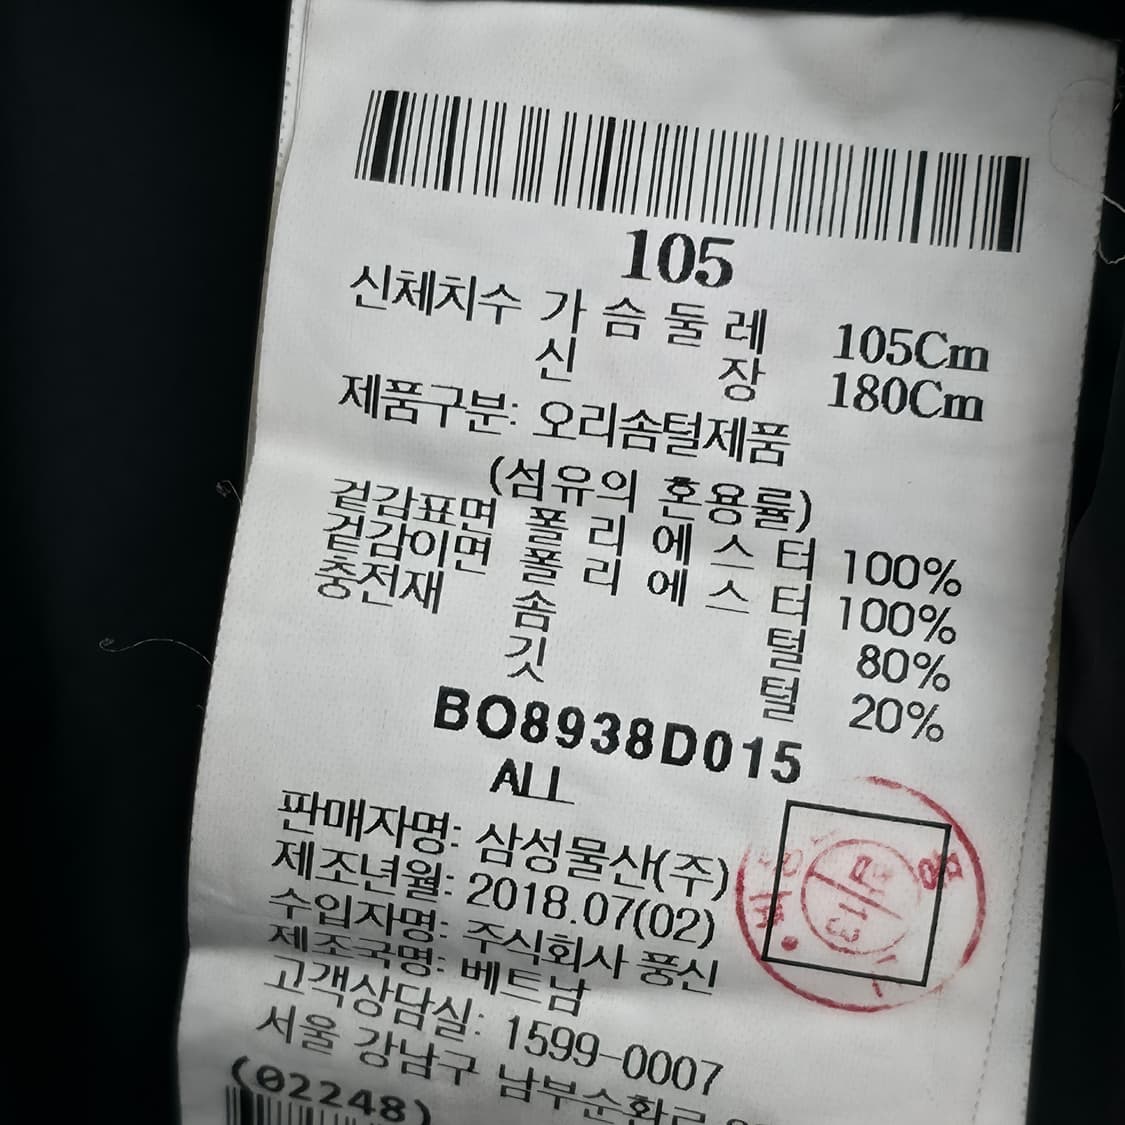 105
신체치수 가 슴 둘 레 105Cm
신 장 180Cm
제품구분: 오리솜털제품
(섬유의 혼용률)
겉감표면 폴 리 에 스 터 100%
겉감이면 폴 리 에 스 터 100%
충전재 솜 털 80%
깃 털 20%
BO8938D015
ALL
판매자명: 삼성물산(주)
제조년월: 2018.07(02)
수입자명: 주식회사 풍신
제조국명: 베트남
고객상담실: 1599-0007
서울 강남구 남부순환로
(02248)